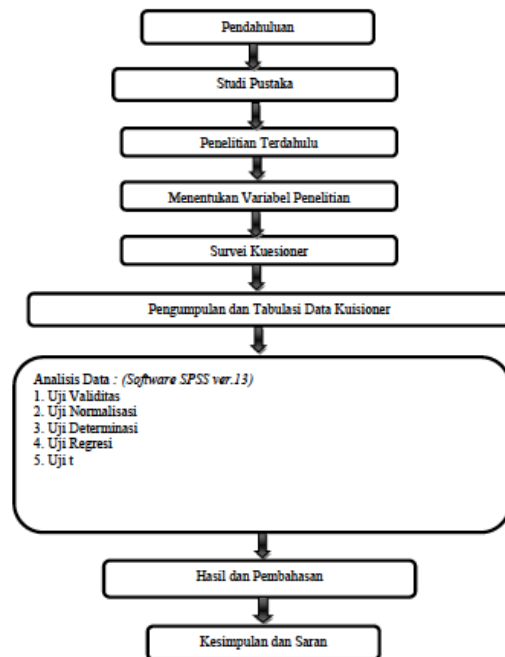 Pendahuluan
Studi Pustaka
Penelitian Terdahulu
Menentukan Variabel Penelitian
Survei Kuesioner
Pengumpulan dan Tabulasi Data Kuisioner
Analisis Data : (Software SPSS ver.13)
1. Uji Validitas
2. Uji Normalisasi
3. Uji Determinasi
4. Uji Regresi
5. Uji t
Hasil dan Pembahasan
Kesimpulan dan Saran